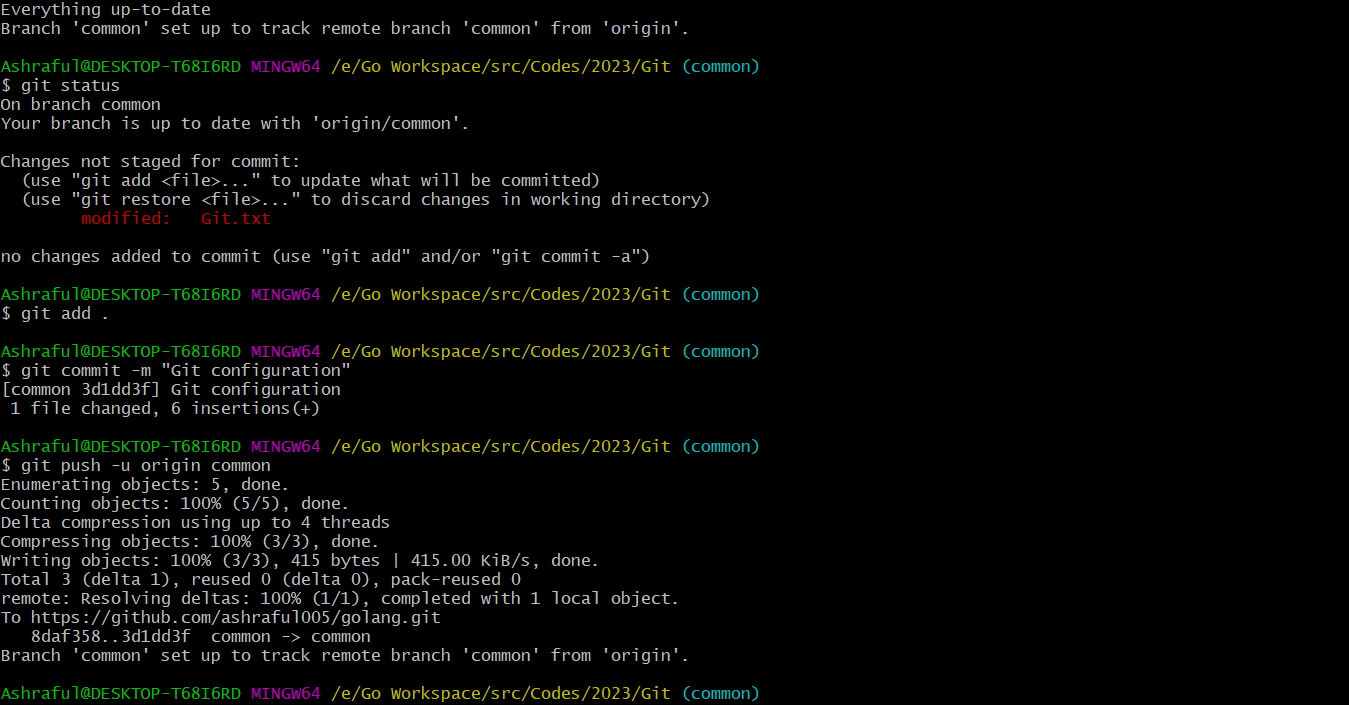 Everything up-to-date
Branch 'common' set up to track remote branch 'common' from 'origin'.
Ashraful@DESKTOP-T68I6RD MINGW64 /e/Go Workspace/src/Codes/2023/Git (common)
$ git status
On branch common
Your branch is up to date with 'origin/common'.
Changes not staged for commit:
  (use "git add <file>..." to update what will be committed)
  (use "git restore <file>..." to discard changes in working directory)
        modified:   Git.txt
no changes added to commit (use "git add" and/or "git commit -a")
Ashraful@DESKTOP-T68I6RD MINGW64 /e/Go Workspace/src/Codes/2023/Git (common)
$ git add .
Ashraful@DESKTOP-T68I6RD MINGW64 /e/Go Workspace/src/Codes/2023/Git (common)
$ git commit -m "Git configuration"
[common 3d1dd3f] Git configuration
 1 file changed, 6 insertions(+)
Ashraful@DESKTOP-T68I6RD MINGW64 /e/Go Workspace/src/Codes/2023/Git (common)
$ git push -u origin common
Enumerating objects: 5, done.
Counting objects: 100% (5/5), done.
Delta compression using up to 4 threads
Compressing objects: 100% (3/3), done.
Writing objects: 100% (3/3), 415 bytes | 415.00 KiB/s, done.
Total 3 (delta 1), reused 0 (delta 0), pack-reused 0
remote: Resolving deltas: 100% (1/1), completed with 1 local object.
To https://github.com/ashraful005/golang.git
   8daf358..3d1dd3f  common -> common
Branch 'common' set up to track remote branch 'common' from 'origin'.
Ashraful@DESKTOP-T68I6RD MINGW64 /e/Go Workspace/src/Codes/2023/Git (common)